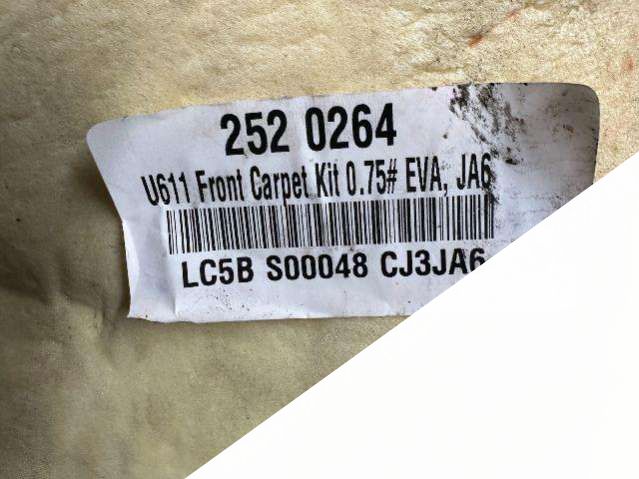 252 0264
U611 Front Carpet Kit 0.75# EVA, JA6
LC5B S00048 CJ3JA6